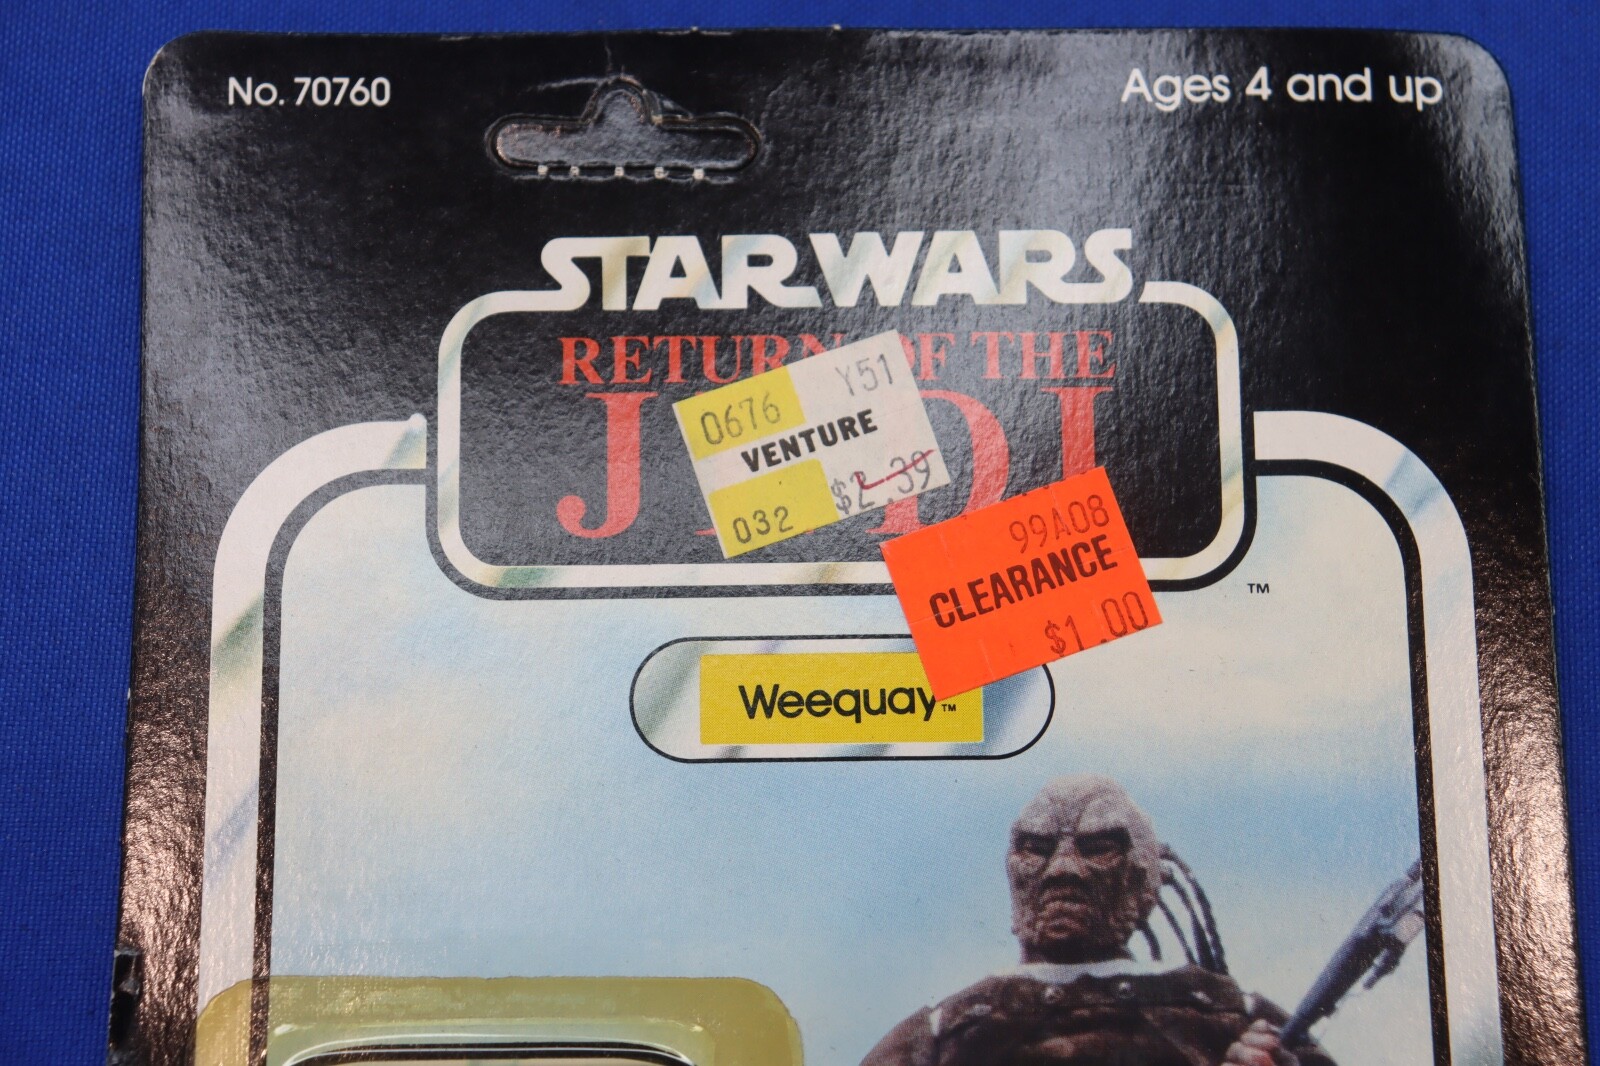 No. 70760
Ages 4 and up
STAR WARS
RETURN OF THE
JEDI
0676 Y51
VENTURE
032 $2.39
99A08
CLEARANCE
$1.00
TM
Weequay™